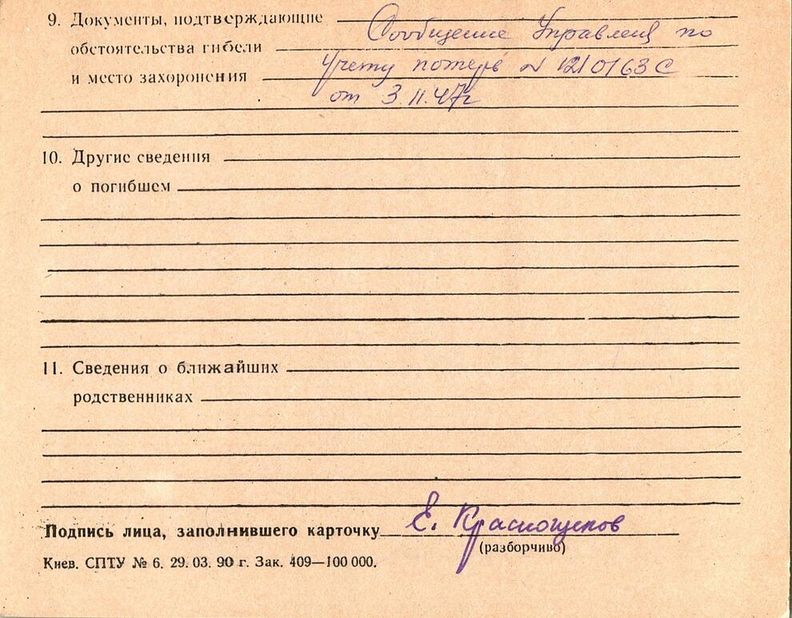 9. Документы, подтверждающие Сообщение Управлен. по
обстоятельства гибели
и место захоронения учету потерь N 1210163С
от 3.11.47г
10. Другие сведения
о погибшем
11. Сведения о ближайших
родственниках
Подпись лица, заполнившего карточку Е. Краснощеков
(разборчиво)
Киев. СПТУ № 6. 29. 03. 90 г. Зак. 409—100 000.